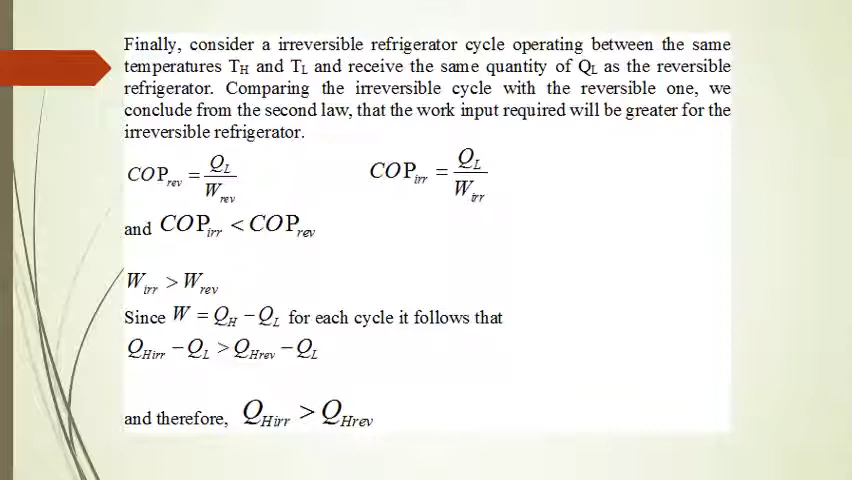 Finally, consider a irreversible refrigerator cycle operating between the same
temperatures T_H and T_L and receive the same quantity of Q_L as the reversible
refrigerator. Comparing the irreversible cycle with the reversible one, we
conclude from the second law, that the work input required will be greater for the
irreversible refrigerator.
COP_rev = Q_L / W_rev    COP_irr = Q_L / W_irr
and COP_irr < COP_rev
W_irr > W_rev
Since W = Q_H − Q_L for each cycle it follows that
Q_Hirr − Q_L > Q_Hrev − Q_L
and therefore, Q_Hirr > Q_Hrev